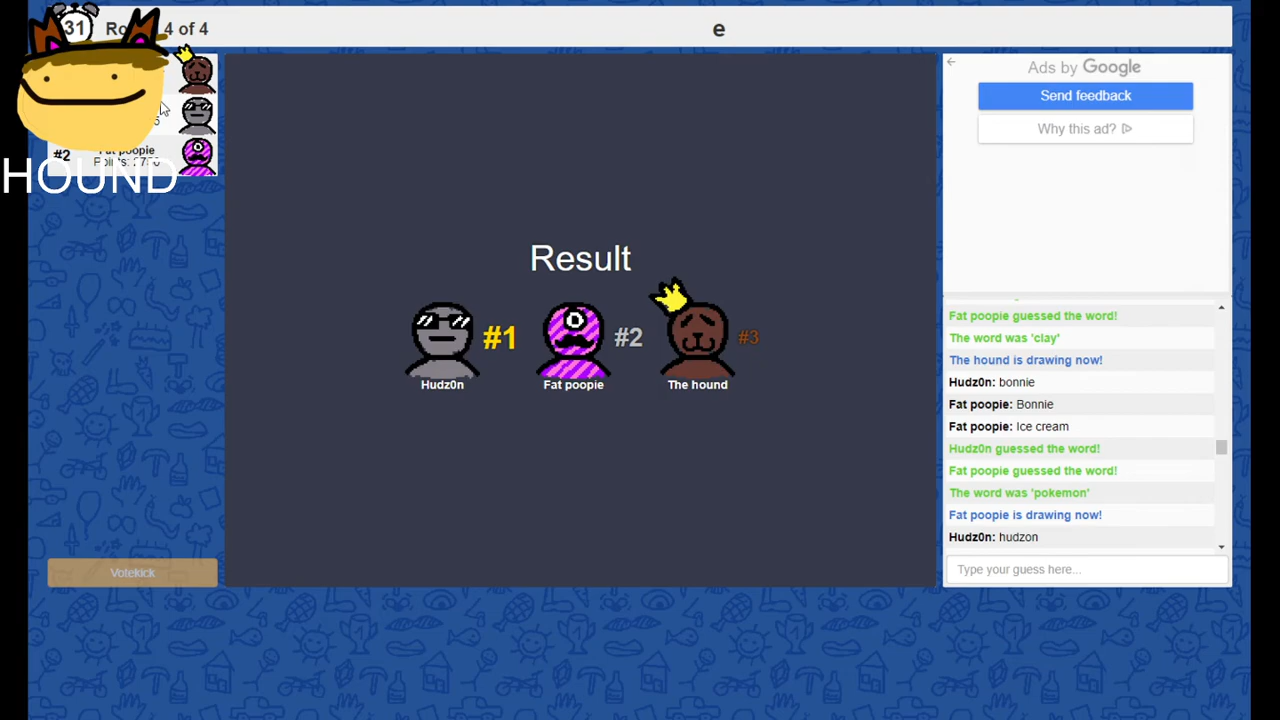 31 4 of 4
e
#2 Fat poopie
HOUND
Result
#1 #2 #3
Hudz0n Fat poopie The hound
Votekick
Ads by Google
Send feedback
Why this ad?
Fat poopie guessed the word!
The word was 'clay'
The hound is drawing now!
Hudz0n: bonnie
Fat poopie: Bonnie
Fat poopie: Ice cream
Hudz0n guessed the word!
Fat poopie guessed the word!
The word was 'pokemon'
Fat poopie is drawing now!
Hudz0n: hudzon
Type your guess here...